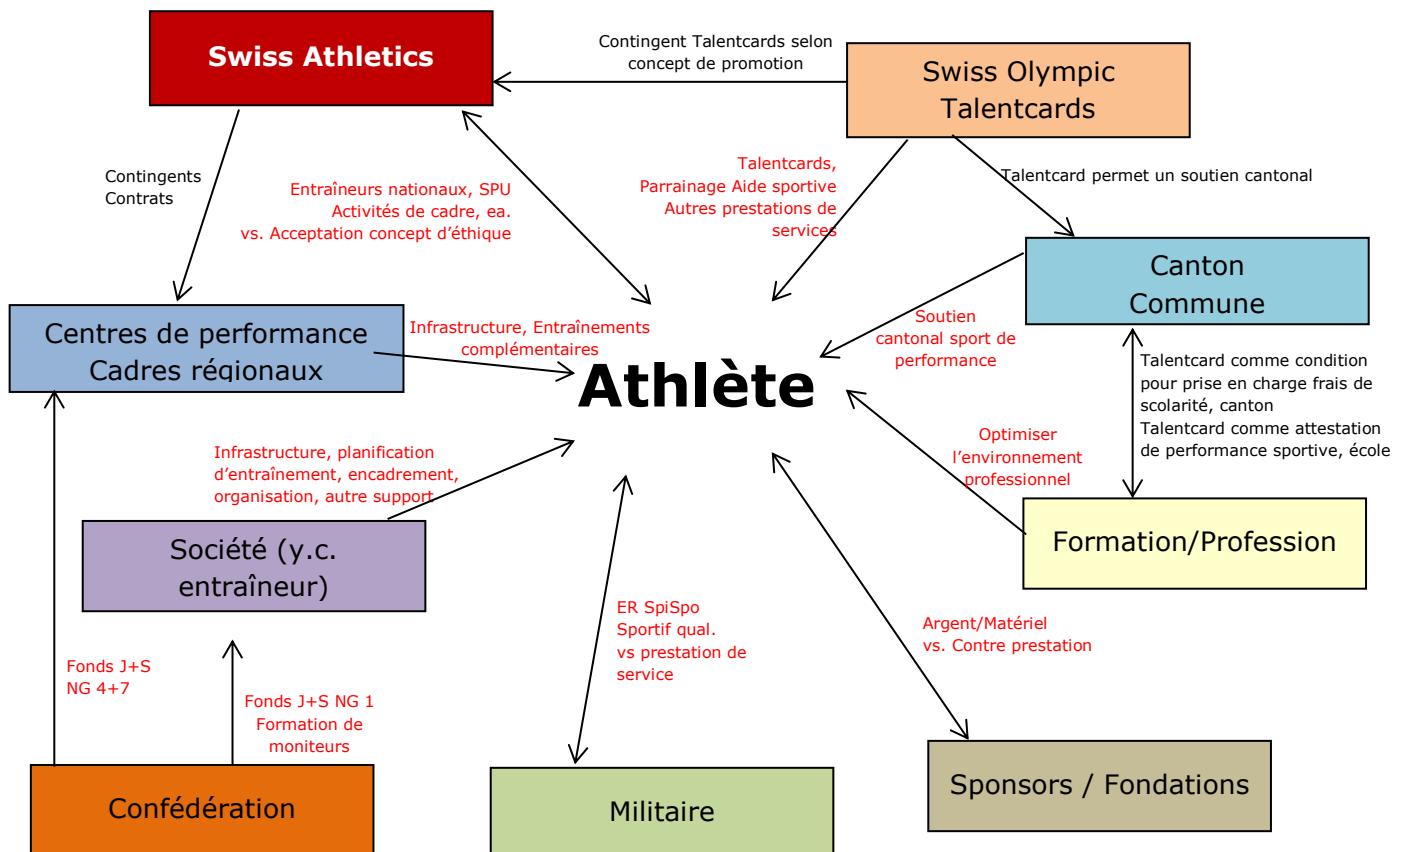 Swiss Athletics
Contingent Talentcards selon
concept de promotion
Swiss Olympic
Talentcards
Contingents
Contrats
Entraîneurs nationaux, SPU
Activités de cadre, ea.
vs. Acceptation concept d’éthique
Talentcards,
Parrainage Aide sportive
Autres prestations de
services
Talentcard permet un soutien cantonal
Canton
Commune
Centres de performance
Cadres régionaux
Infrastructure, Entraînements
complémentaires
Soutien
cantonal sport de
performance
Athlète
Talentcard comme condition
pour prise en charge frais de
scolarité, canton
Talentcard comme attestation
de performance sportive, école
Infrastructure, planification
d’entraînement, encadrement,
organisation, autre support
Optimiser
l’environnement
professionnel
Société (y.c.
entraîneur)
Formation/Profession
ER SpiSpo
Sportif qual.
vs prestation de
service
Argent/Matériel
vs. Contre prestation
Fonds J+S
NG 4+7
Fonds J+S NG 1
Formation de
moniteurs
Confédération
Militaire
Sponsors / Fondations